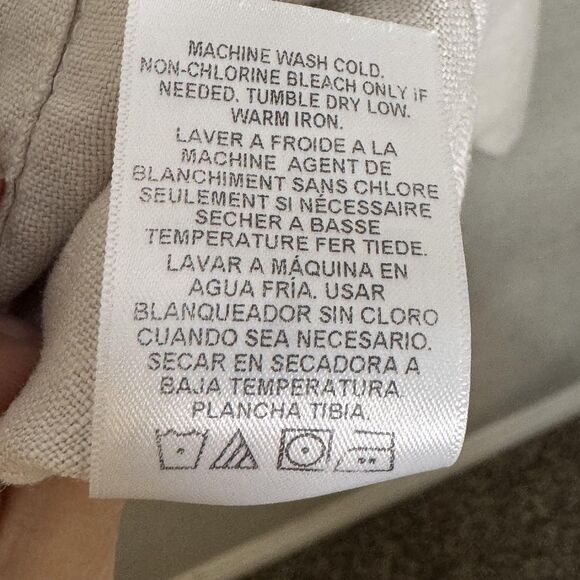 MACHINE WASH COLD.
NON-CHLORINE BLEACH ONLY IF
NEEDED. TUMBLE DRY LOW.
WARM IRON.
LAVER A FROIDE A LA
MACHINE AGENT DE
BLANCHIMENT SANS CHLORE
SEULEMENT SI NÉCESSAIRE
SECHER A BASSE
TEMPERATURE FER TIEDE.
LAVAR A MÁQUINA EN
AGUA FRÍA. USAR
BLANQUEADOR SIN CLORO
CUANDO SEA NECESARIO.
SECAR EN SECADORA A
BAJA TEMPERATURA.
PLANCHA TIBIA.